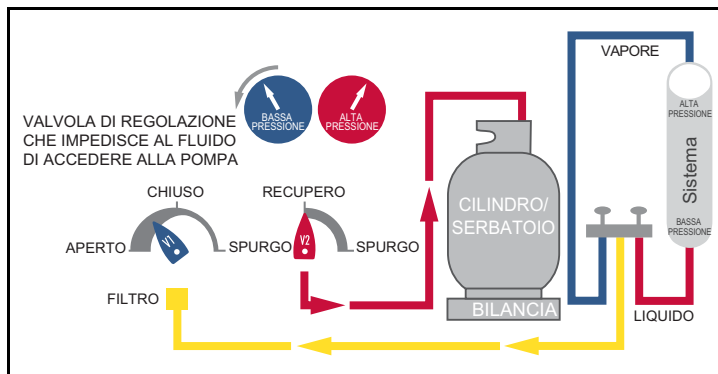 VAPORE
BASSA
PRESSIONE
ALTA
PRESSIONE
VALVOLA DI REGOLAZIONE
CHE IMPEDISCE AL FLUIDO
DI ACCEDERE ALLA POMPA
ALTA
PRESSIONE
Sistema
BASSA
PRESSIONE
CHIUSO
APERTO
V1
SPURGO
RECUPERO
V2
SPURGO
CILINDRO/
SERBATOIO
BILANCIA
LIQUIDO
FILTRO